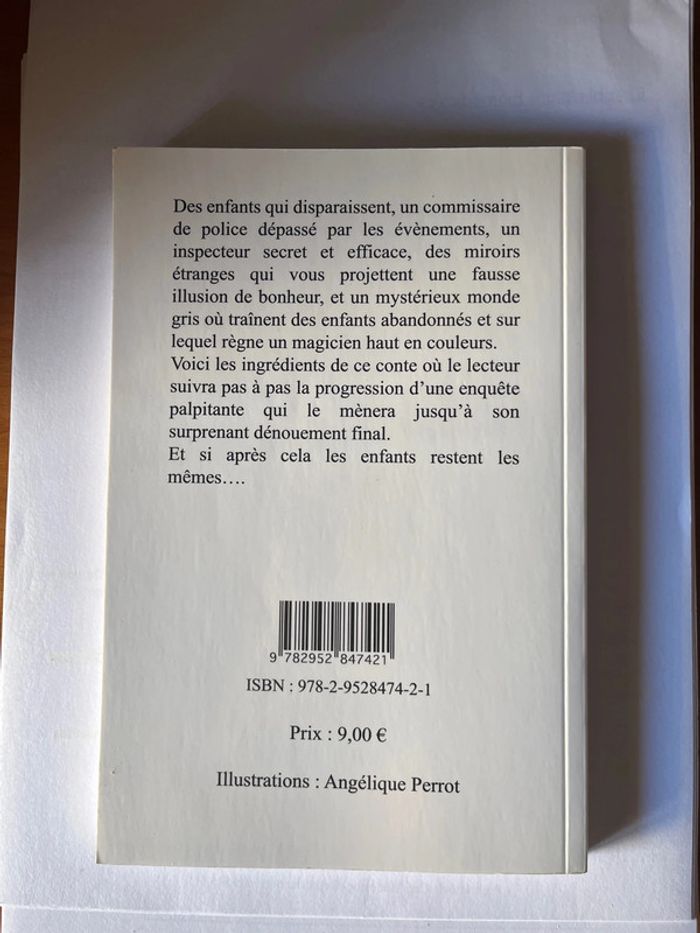 Des enfants qui disparaissent, un commissaire
de police dépassé par les évènements, un
inspecteur secret et efficace, des miroirs
étranges qui vous projettent une fausse
illusion de bonheur, et un mystérieux monde
gris où traînent des enfants abandonnés et sur
lequel règne un magicien haut en couleurs.
Voici les ingrédients de ce conte où le lecteur
suivra pas à pas la progression d’une enquête
palpitante qui le mènera jusqu’à son
surprenant dénouement final.
Et si après cela les enfants restent les
mêmes….
9 782952 847421
ISBN : 978-2-9528474-2-1
Prix : 9,00 €
Illustrations : Angélique Perrot